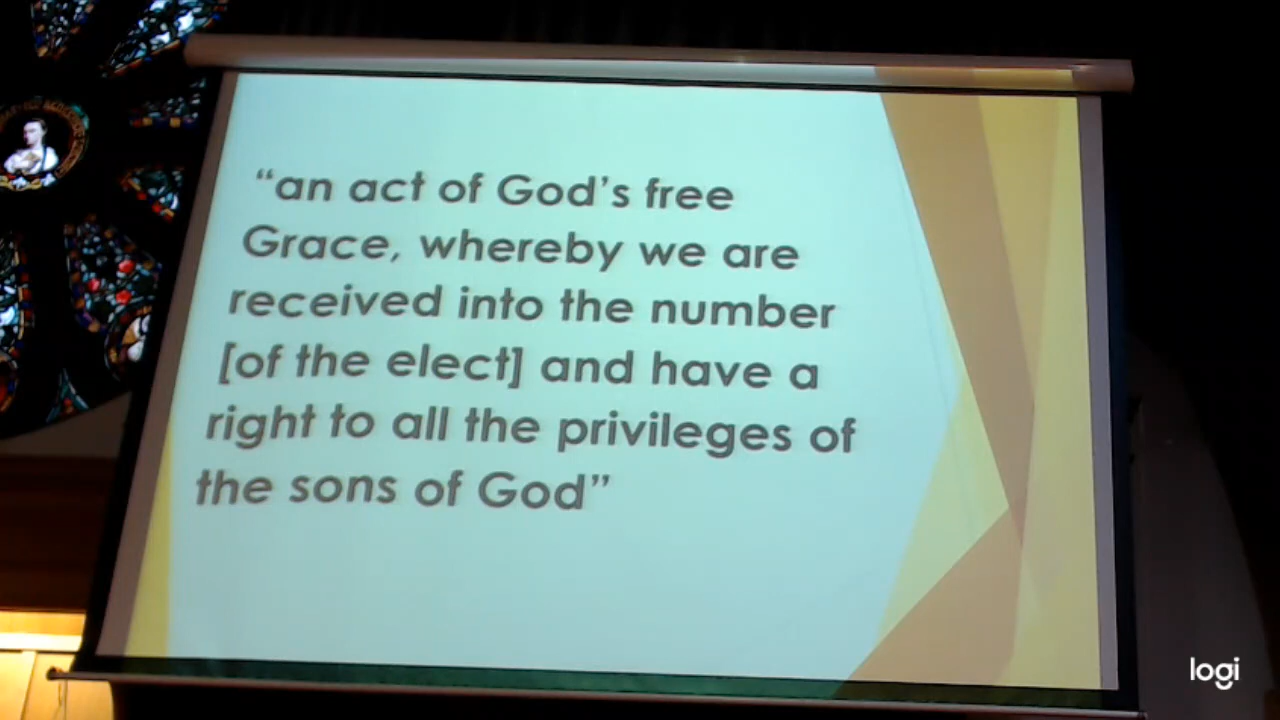 “an act of God’s free
Grace, whereby we are
received into the number
[of the elect] and have a
right to all the privileges of
the sons of God”
logi